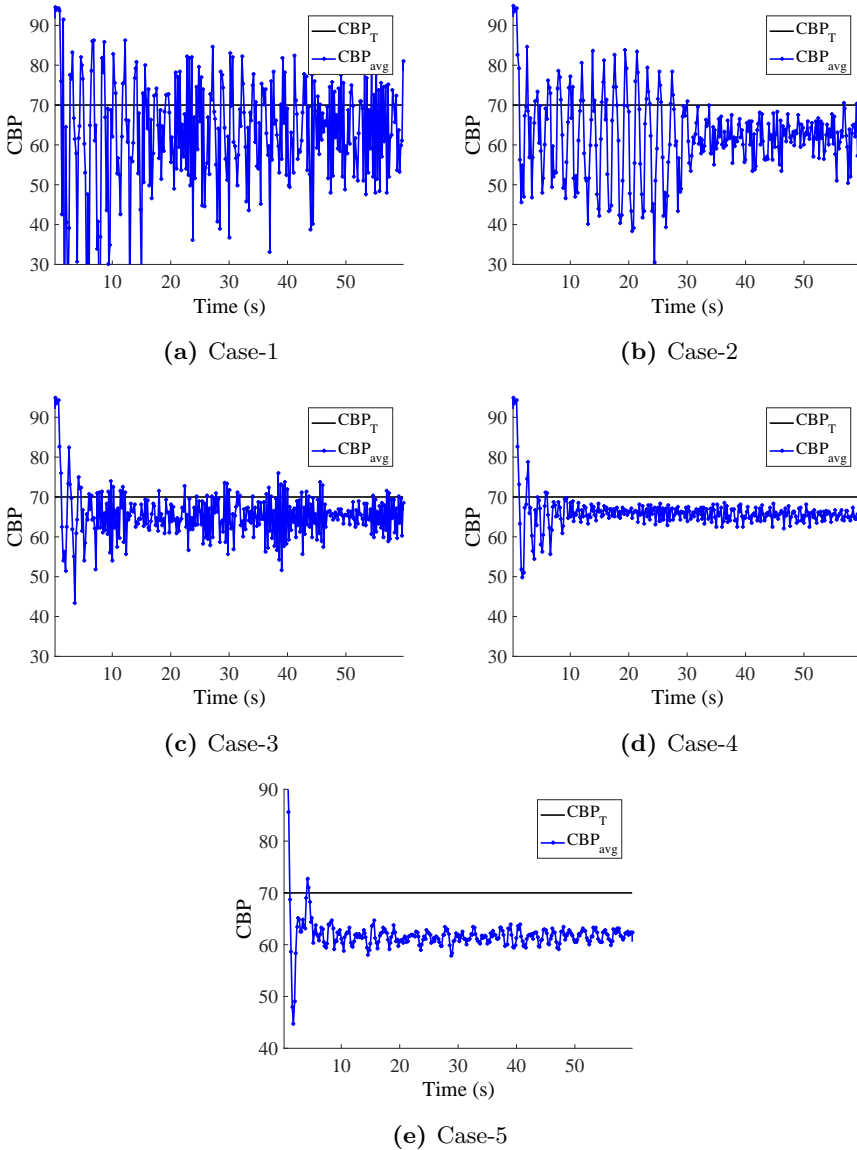 90
80
70
60
50
40
30
CBP
10 20 30 40 50
Time (s)
CBP_T
CBP_avg
(a) Case-1
90
80
70
60
50
40
30
CBP
10 20 30 40 50
Time (s)
CBP_T
CBP_avg
(b) Case-2
90
80
70
60
50
40
30
CBP
10 20 30 40 50
Time (s)
CBP_T
CBP_avg
(c) Case-3
90
80
70
60
50
40
30
CBP
10 20 30 40 50
Time (s)
CBP_T
CBP_avg
(d) Case-4
90
80
70
60
50
40
CBP
10 20 30 40 50
Time (s)
CBP_T
CBP_avg
(e) Case-5